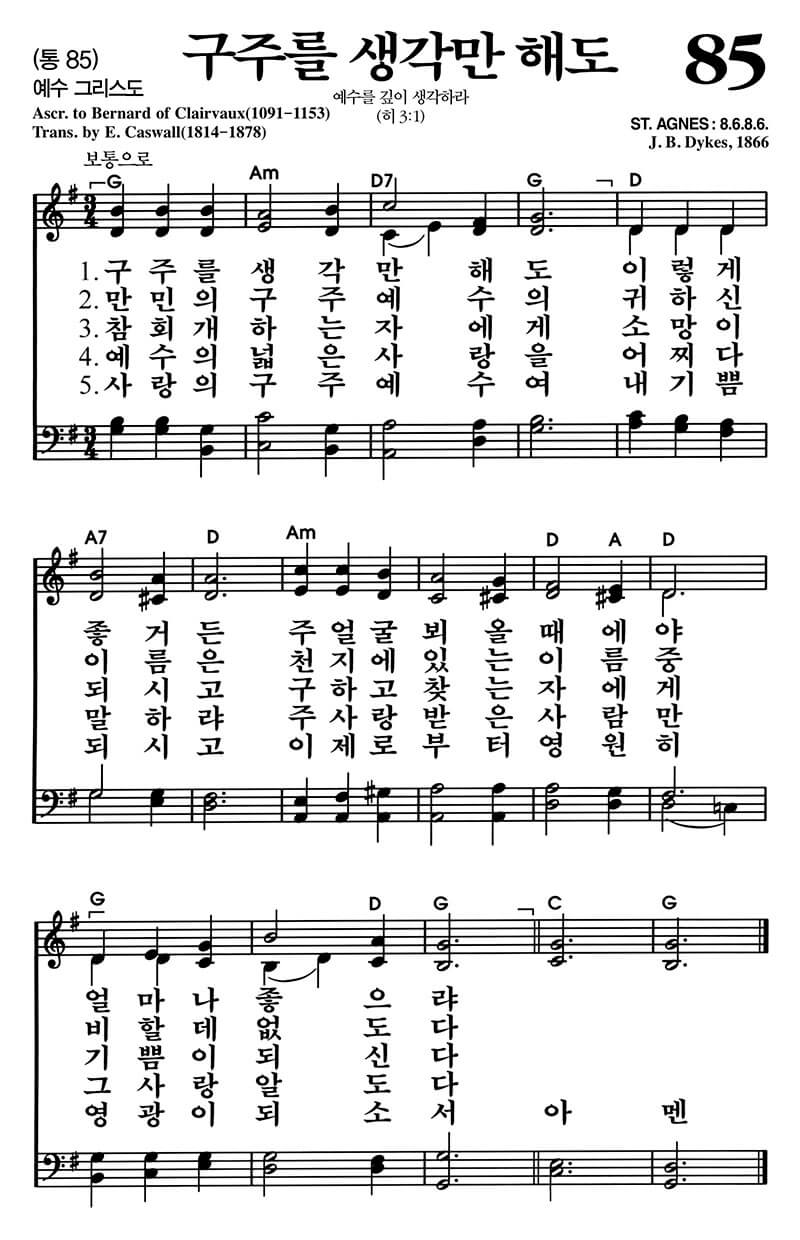 (통 85)
구주를 생각만 해도
85
예수 그리스도
예수를 깊이 생각하라
Ascr. to Bernard of Clairvaux(1091-1153)
(히 3:1)
Trans. by E. Caswall(1814-1878)
ST. AGNES : 8.6.8.6.
J. B. Dykes, 1866
보통으로
G Am D7 G D
3/4
1. 구 주 를 생 각 만 해 도 이 렇 게
2. 만 민 의 구 주 예 수 의 귀 하 신
3. 참 회 개 하 는 자 에 게 소 망 이
4. 예 수 의 넓 은 사 랑 을 어 찌 다
5. 사 랑 의 구 주 예 수 여 내 기 쁨
3/4
A7 D Am D A D
좋 거 든 주 얼 굴 뵈 올 때 에 야
이 름 은 천 지 에 있 는 이 름 중
되 시 고 구 하 고 찾 는 자 에 게
말 하 랴 주 사 랑 받 은 사 람 만
되 시 고 이 제 로 부 터 영 원 히
G D G C G
얼 마 나 좋 으 랴
비 할 데 없 도 다
기 쁨 이 되 신 다
그 사 랑 알 도 다
영 광 이 되 소 서 아 멘